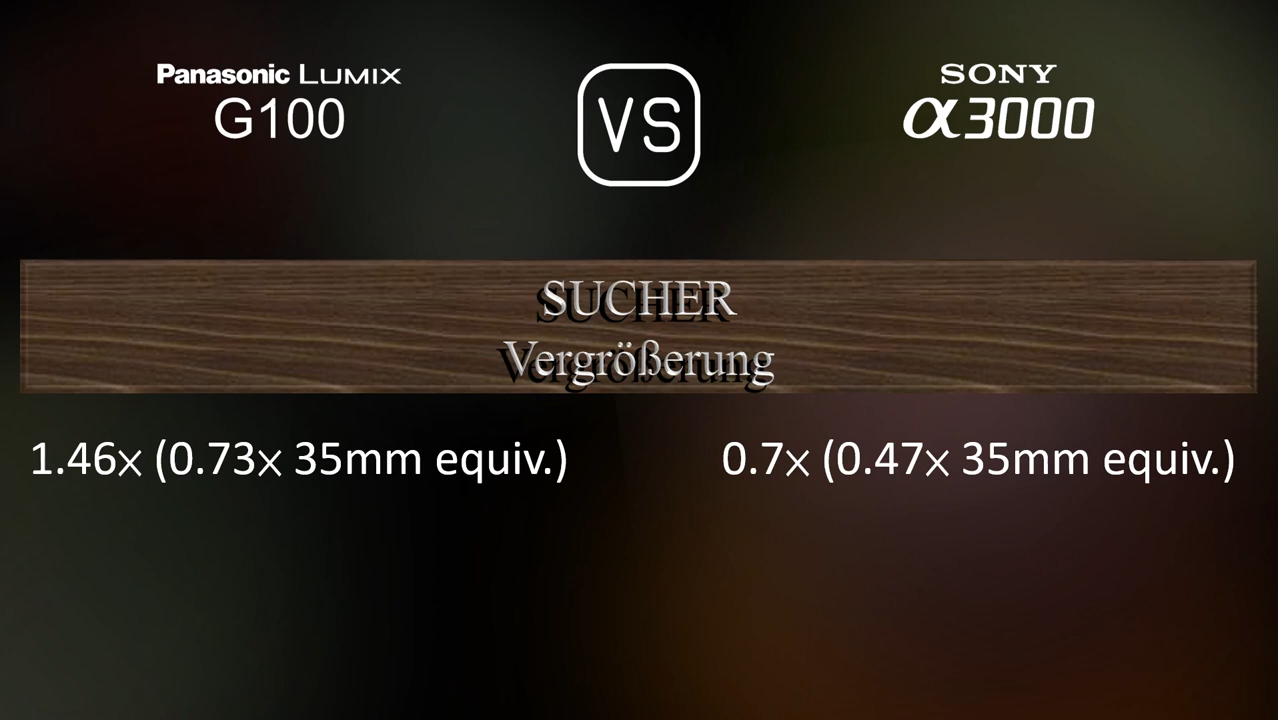 Panasonic LUMIX
G100
VS
SONY
α3000
SUCHER
Vergrößerung
1.46x (0.73x 35mm equiv.)
0.7x (0.47x 35mm equiv.)